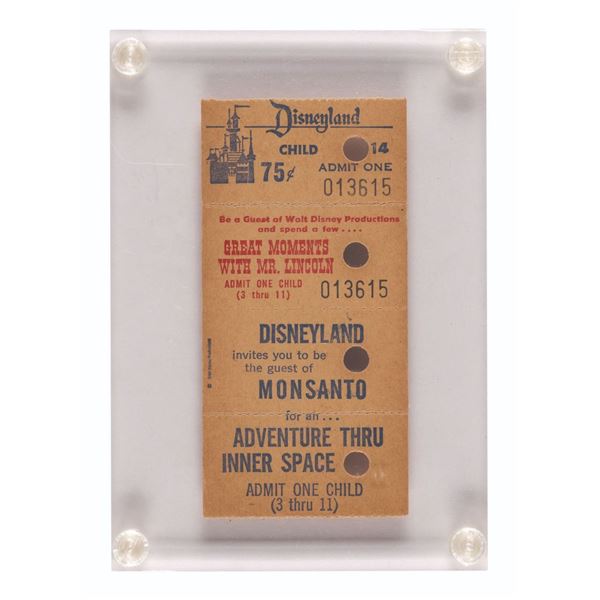 Disneyland
CHILD 14
75¢ ADMIT ONE
013615
Be a Guest of Walt Disney Productions
and spend a few....
GREAT MOMENTS
WITH MR. LINCOLN
ADMIT ONE CHILD
(3 thru 11)
013615
DISNEYLAND
invites you to be
the guest of
MONSANTO
for an...
ADVENTURE THRU
INNER SPACE
ADMIT ONE CHILD
(3 thru 11)